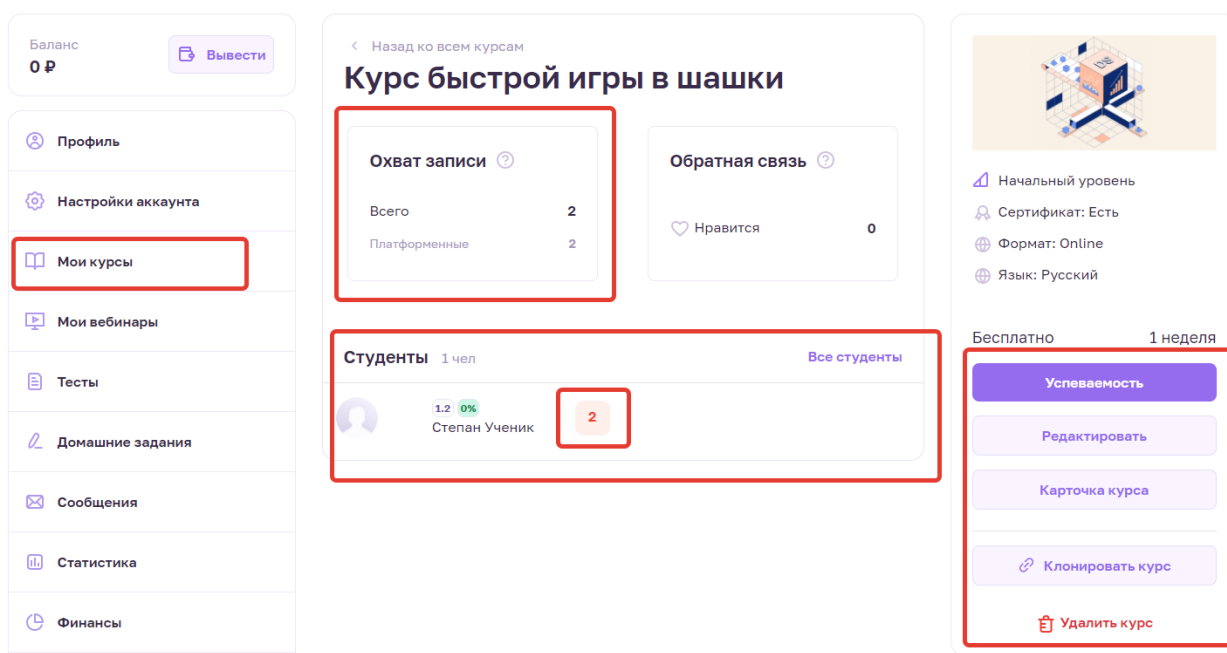 Баланс
0 ₽
Вывести
Профиль
Настройки аккаунта
Мои курсы
Мои вебинары
Тесты
Домашние задания
Сообщения
Статистика
Финансы
Назад ко всем курсам
Курс быстрой игры в шашки
Охват записи ?
Всего 2
Платформенные 2
Обратная связь ?
Нравится 0
Студенты 1 чел Все студенты
1.2 0%
Степан Ученик
2
Начальный уровень
Сертификат: Есть
Формат: Online
Язык: Русский
Бесплатно 1 неделя
Успеваемость
Редактировать
Карточка курса
Клонировать курс
Удалить курс